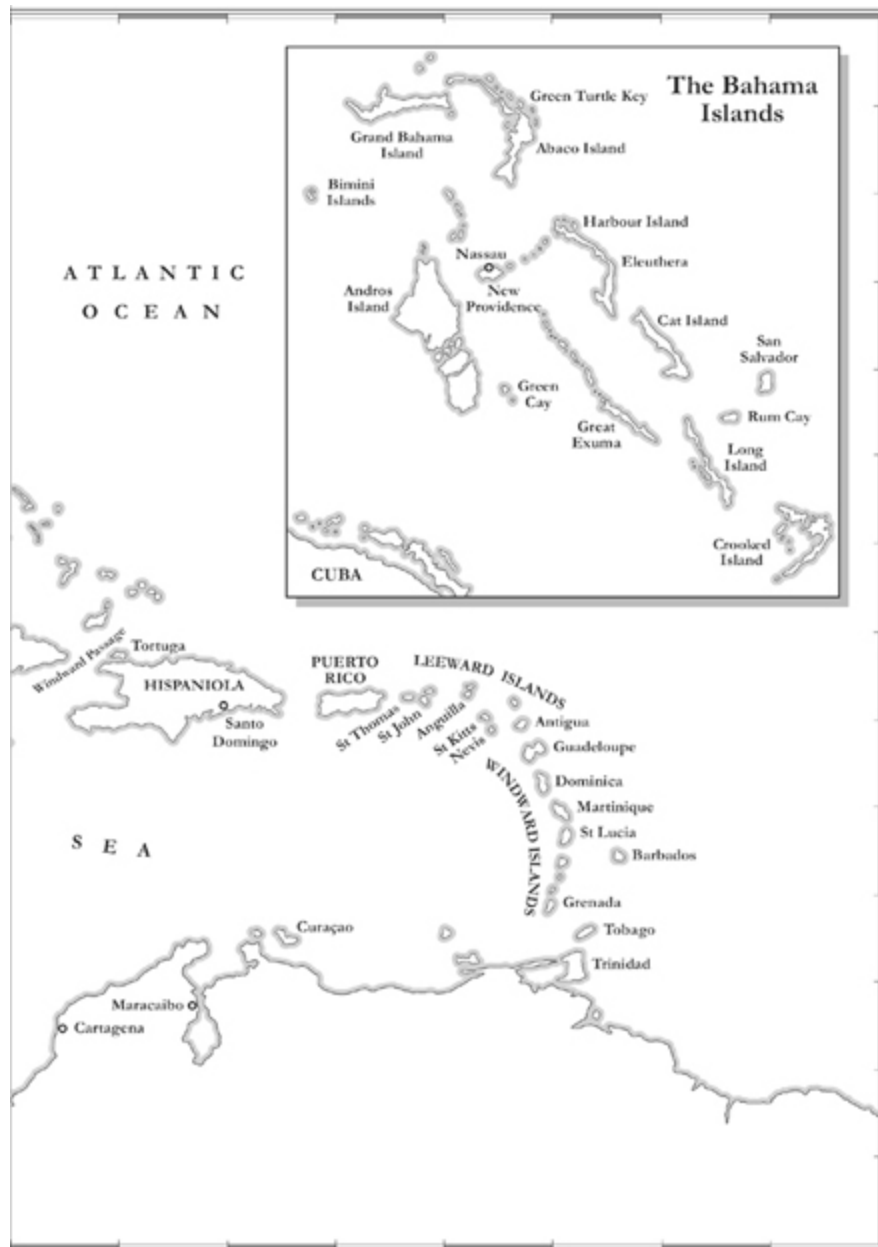 The Bahama
Islands
Green Turtle Key
Grand Bahama
Island
Abaco Island
Bimini
Islands
Harbour Island
Nassau
Eleuthera
ATLANTIC
OCEAN
Andros
Island
New
Providence
Cat Island
San
Salvador
Green
Cay
Rum Cay
Great
Exuma
Long
Island
Crooked
Island
CUBA
Windward Passage
Tortuga
HISPANIOLA
Santo
Domingo
PUERTO
RICO
LEEWARD ISLANDS
St Thomas
St John
Anguilla
St Kitts
Nevis
Antigua
Guadeloupe
WINDWARD ISLANDS
Dominica
Martinique
St Lucia
Barbados
SEA
Grenada
Curaçao
Tobago
Trinidad
Maracaibo
Cartagena